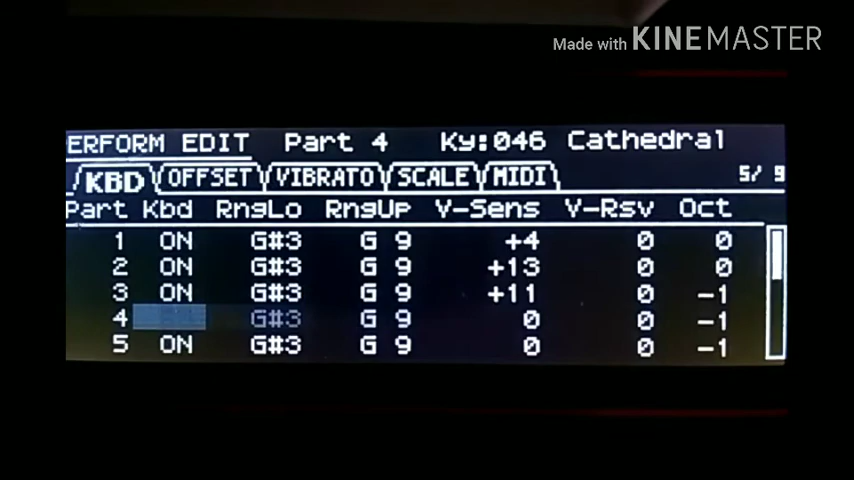 Made with KINEMASTER
ERFORM EDIT Part 4 Ky:046 Cathedral
KBD OFFSET VIBRATO SCALE MIDI 5/ 9
Part Kbd RngLo RngUp V-Sens V-Rsv Oct
1 ON G#3 G 9 +4 0 0
2 ON G#3 G 9 +13 0 0
3 ON G#3 G 9 +11 0 -1
4 G#3 G 9 0 0 -1
5 ON G#3 G 9 0 0 -1